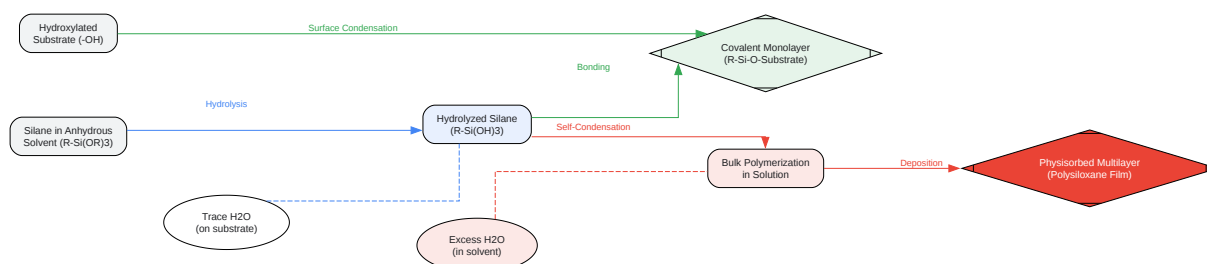 Hydroxylated
Substrate (-OH)
Surface Condensation
Covalent Monolayer
(R-Si-O-Substrate)
Bonding
Hydrolysis
Silane in Anhydrous
Solvent (R-Si(OR)3)
Hydrolyzed Silane
(R-Si(OH)3)
Self-Condensation
Bulk Polymerization
in Solution
Deposition
Physisorbed Multilayer
(Polysiloxane Film)
Trace H2O
(on substrate)
Excess H2O
(in solvent)